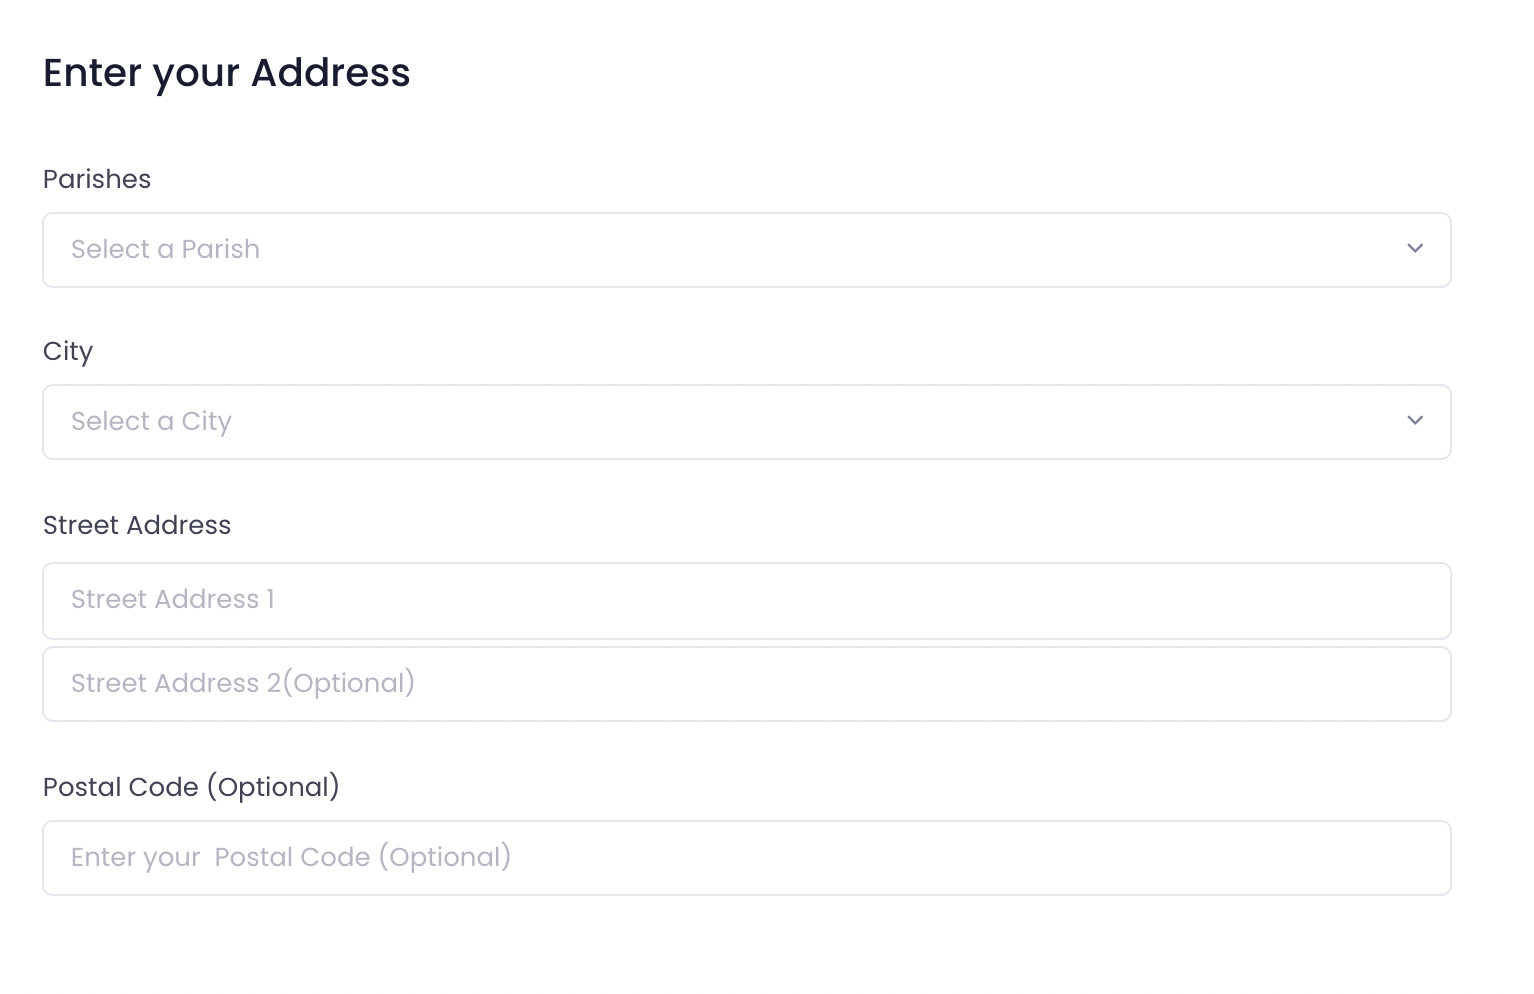 Enter your Address
Parishes
Select a Parish
City
Select a City
Street Address
Street Address 1
Street Address 2(Optional)
Postal Code (Optional)
Enter your  Postal Code (Optional)